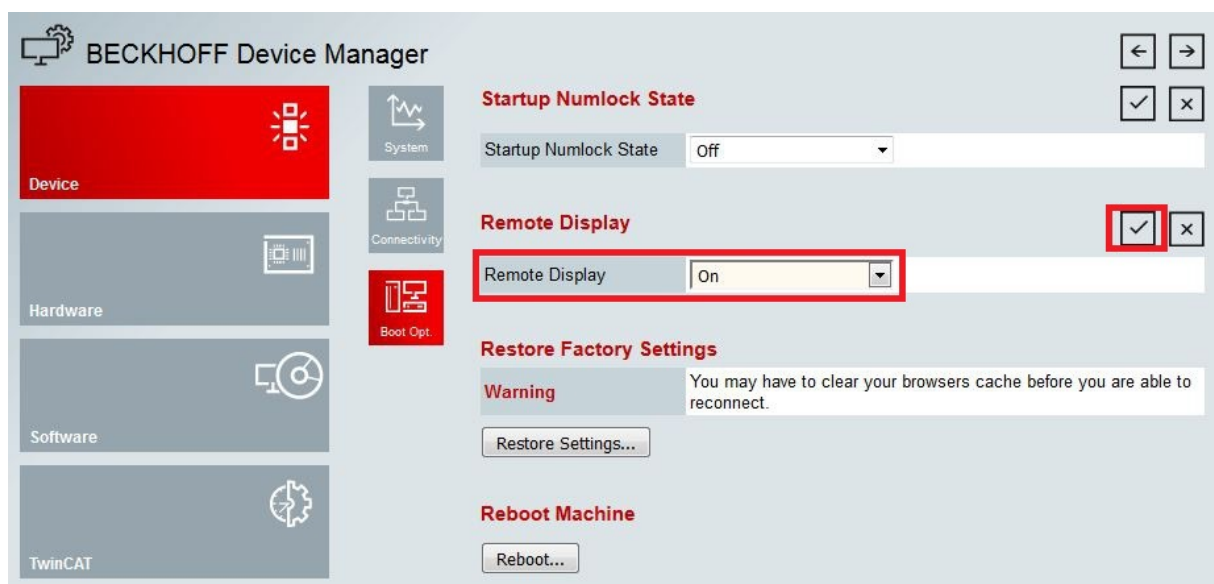 BECKHOFF Device Manager
Device
Hardware
Software
TwinCAT
System
Connectivity
Boot Opt.
Startup Numlock State
Startup Numlock State Off
Remote Display
Remote Display On
Restore Factory Settings
Warning You may have to clear your browsers cache before you are able to
reconnect.
Restore Settings...
Reboot Machine
Reboot...